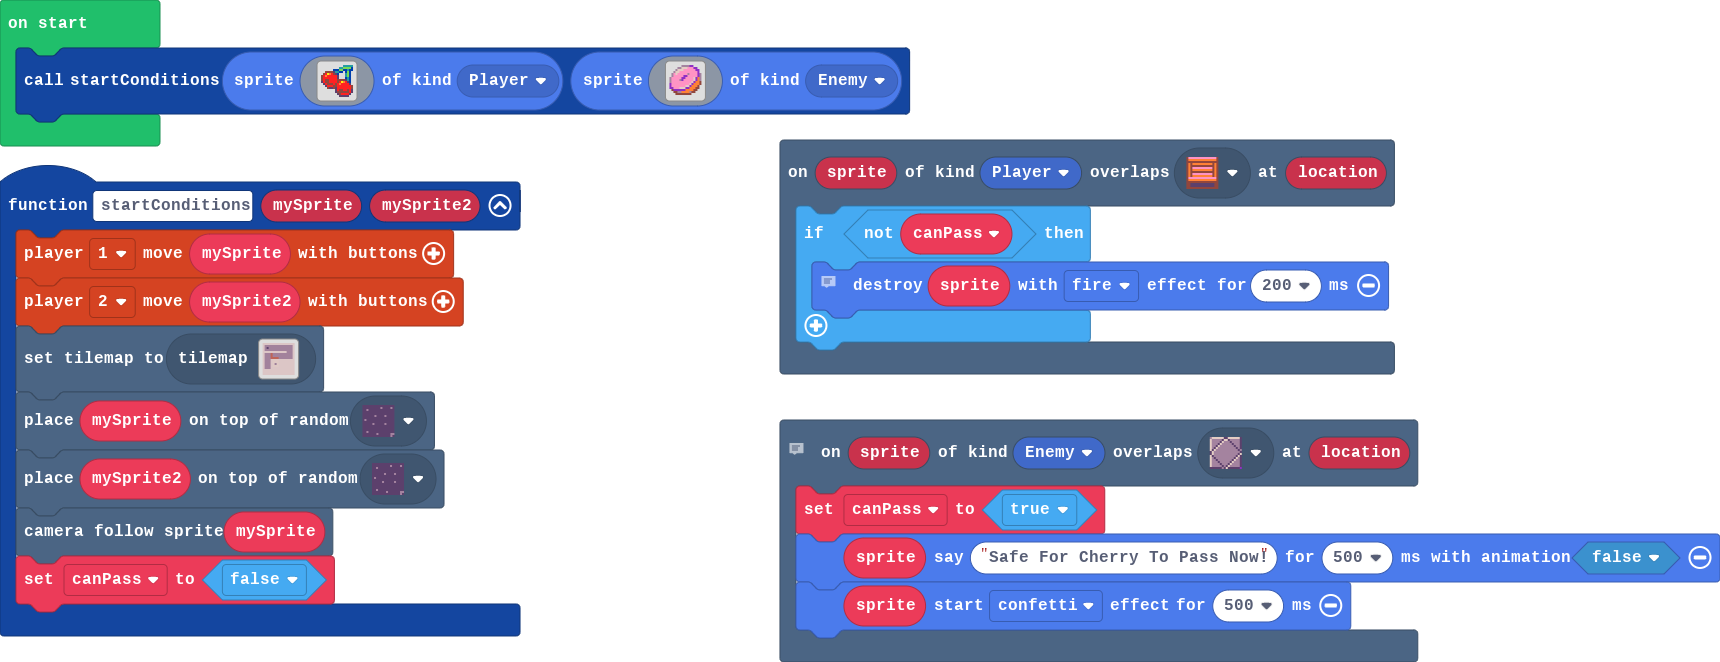 on start
call startConditions sprite of kind Player sprite of kind Enemy
function startConditions mySprite mySprite2
player 1 move mySprite with buttons
player 2 move mySprite2 with buttons
set tilemap to tilemap
place mySprite on top of random
place mySprite2 on top of random
camera follow sprite mySprite
set canPass to false
on sprite of kind Player overlaps at location
if not canPass then
destroy sprite with fire effect for 200 ms
on sprite of kind Enemy overlaps at location
set canPass to true
sprite say "Safe For Cherry To Pass Now!" for 500 ms with animation false
sprite start confetti effect for 500 ms